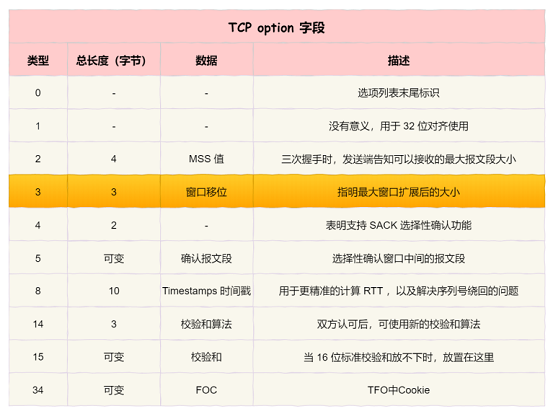 TCP option 字段
类型 总长度（字节） 数据 描述
0 - - 选项列表末尾标识
1 - - 没有意义，用于 32 位对齐使用
2 4 MSS 值 三次握手时，发送端告知可以接收的最大报文段大小
3 3 窗口移位 指明最大窗口扩展后的大小
4 2 - 表明支持 SACK 选择性确认功能
5 可变 确认报文段 选择性确认窗口中间的报文段
8 10 Timestamps 时间戳 用于更精准的计算 RTT ，以及解决序列号绕回的问题
14 3 校验和算法 双方认可后，可使用新的校验和算法
15 可变 校验和 当 16 位标准校验和放不下时，放置在这里
34 可变 FOC TFO中Cookie